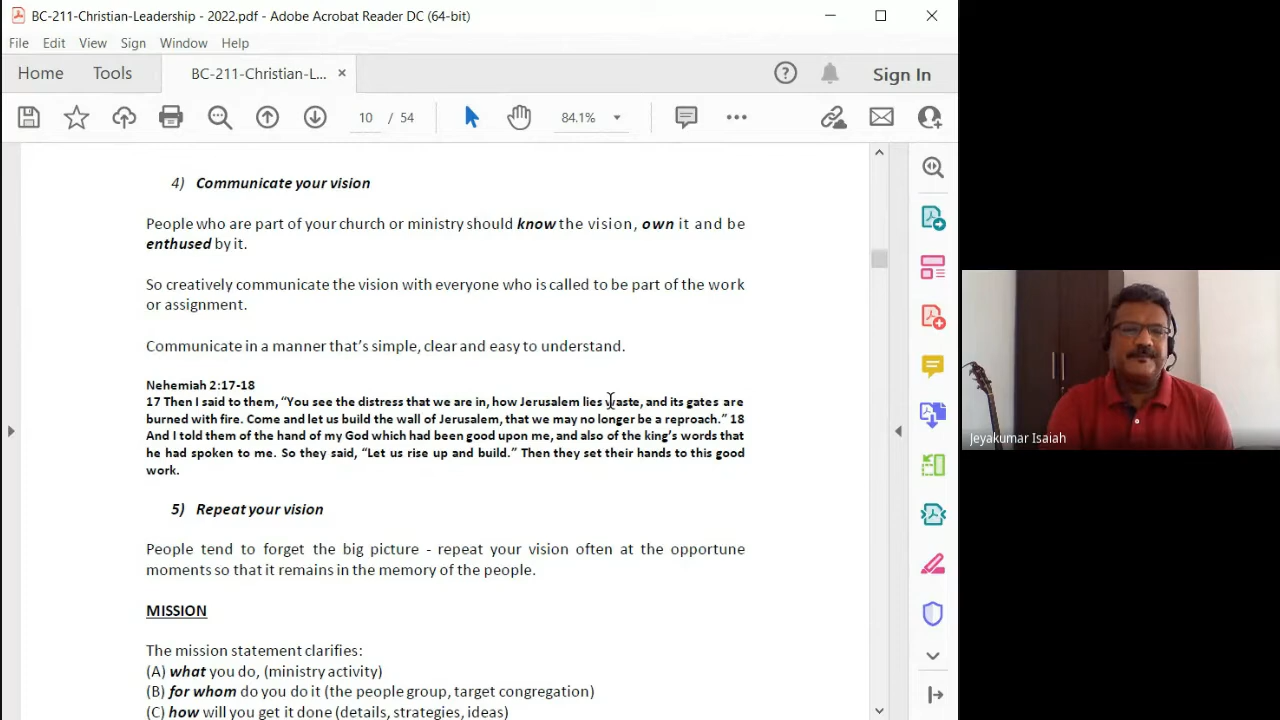 BC-211-Christian-Leadership - 2022.pdf - Adobe Acrobat Reader DC (64-bit)
File Edit View Sign Window Help
Home Tools BC-211-Christian-L... × Sign In
10 / 54 84.1%
4) Communicate your vision
People who are part of your church or ministry should know the vision, own it and be
enthused by it.
So creatively communicate the vision with everyone who is called to be part of the work
or assignment.
Communicate in a manner that's simple, clear and easy to understand.
Nehemiah 2:17-18
17 Then I said to them, “You see the distress that we are in, how Jerusalem lies waste, and its gates are
burned with fire. Come and let us build the wall of Jerusalem, that we may no longer be a reproach.” 18
And I told them of the hand of my God which had been good upon me, and also of the king’s words that
he had spoken to me. So they said, “Let us rise up and build.” Then they set their hands to this good
work.
5) Repeat your vision
People tend to forget the big picture - repeat your vision often at the opportune
moments so that it remains in the memory of the people.
MISSION
The mission statement clarifies:
(A) what you do, (ministry activity)
(B) for whom do you do it (the people group, target congregation)
(C) how will you get it done (details, strategies, ideas)
Jeyakumar Isaiah